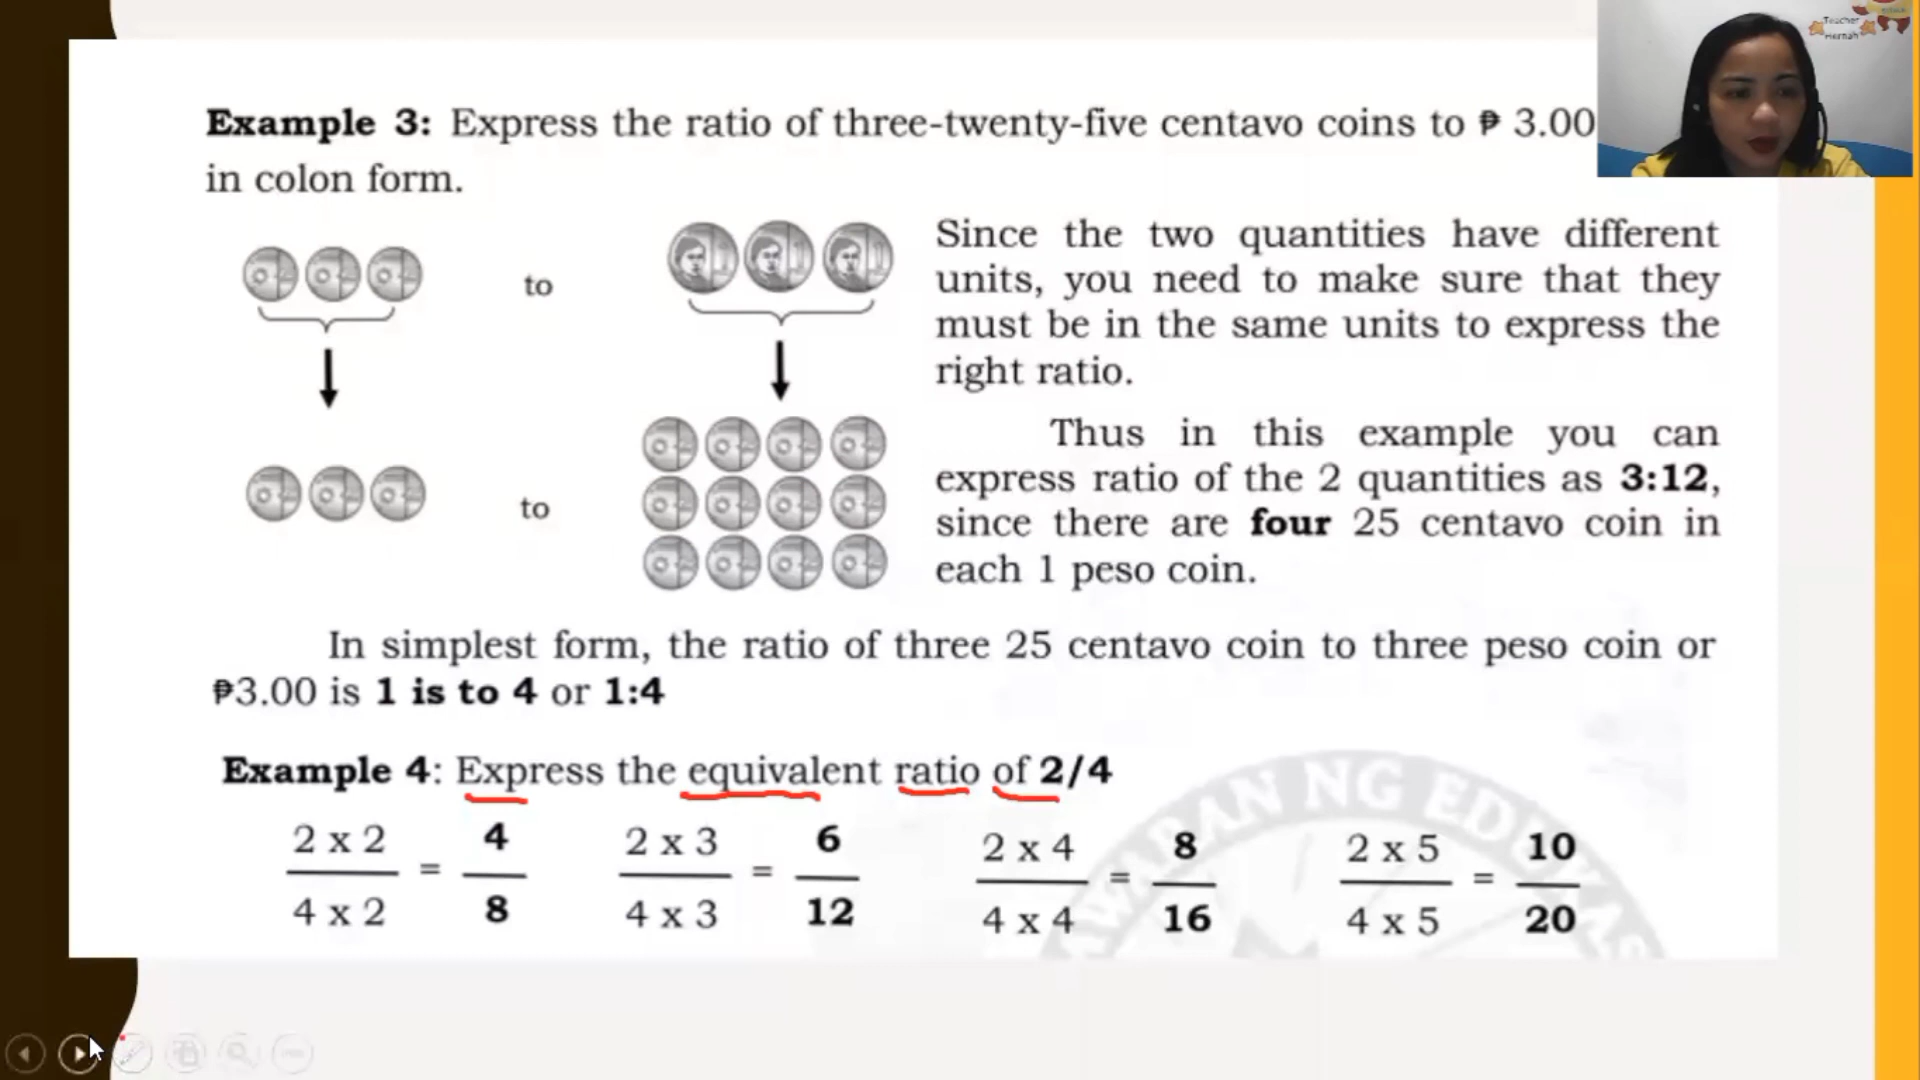 Teacher
Hernah
Example 3: Express the ratio of three-twenty-five centavo coins to ₱ 3.00
in colon form.
to
Since the two quantities have different
units, you need to make sure that they
must be in the same units to express the
right ratio.
Thus in this example you can
express ratio of the 2 quantities as 3:12,
since there are four 25 centavo coin in
each 1 peso coin.
to
In simplest form, the ratio of three 25 centavo coin to three peso coin or
₱3.00 is 1 is to 4 or 1:4
Example 4: Express the equivalent ratio of 2/4
2 x 2 = 4 2 x 3 = 6 2 x 4 = 8 2 x 5 = 10
4 x 2 8 4 x 3 12 4 x 4 16 4 x 5 20